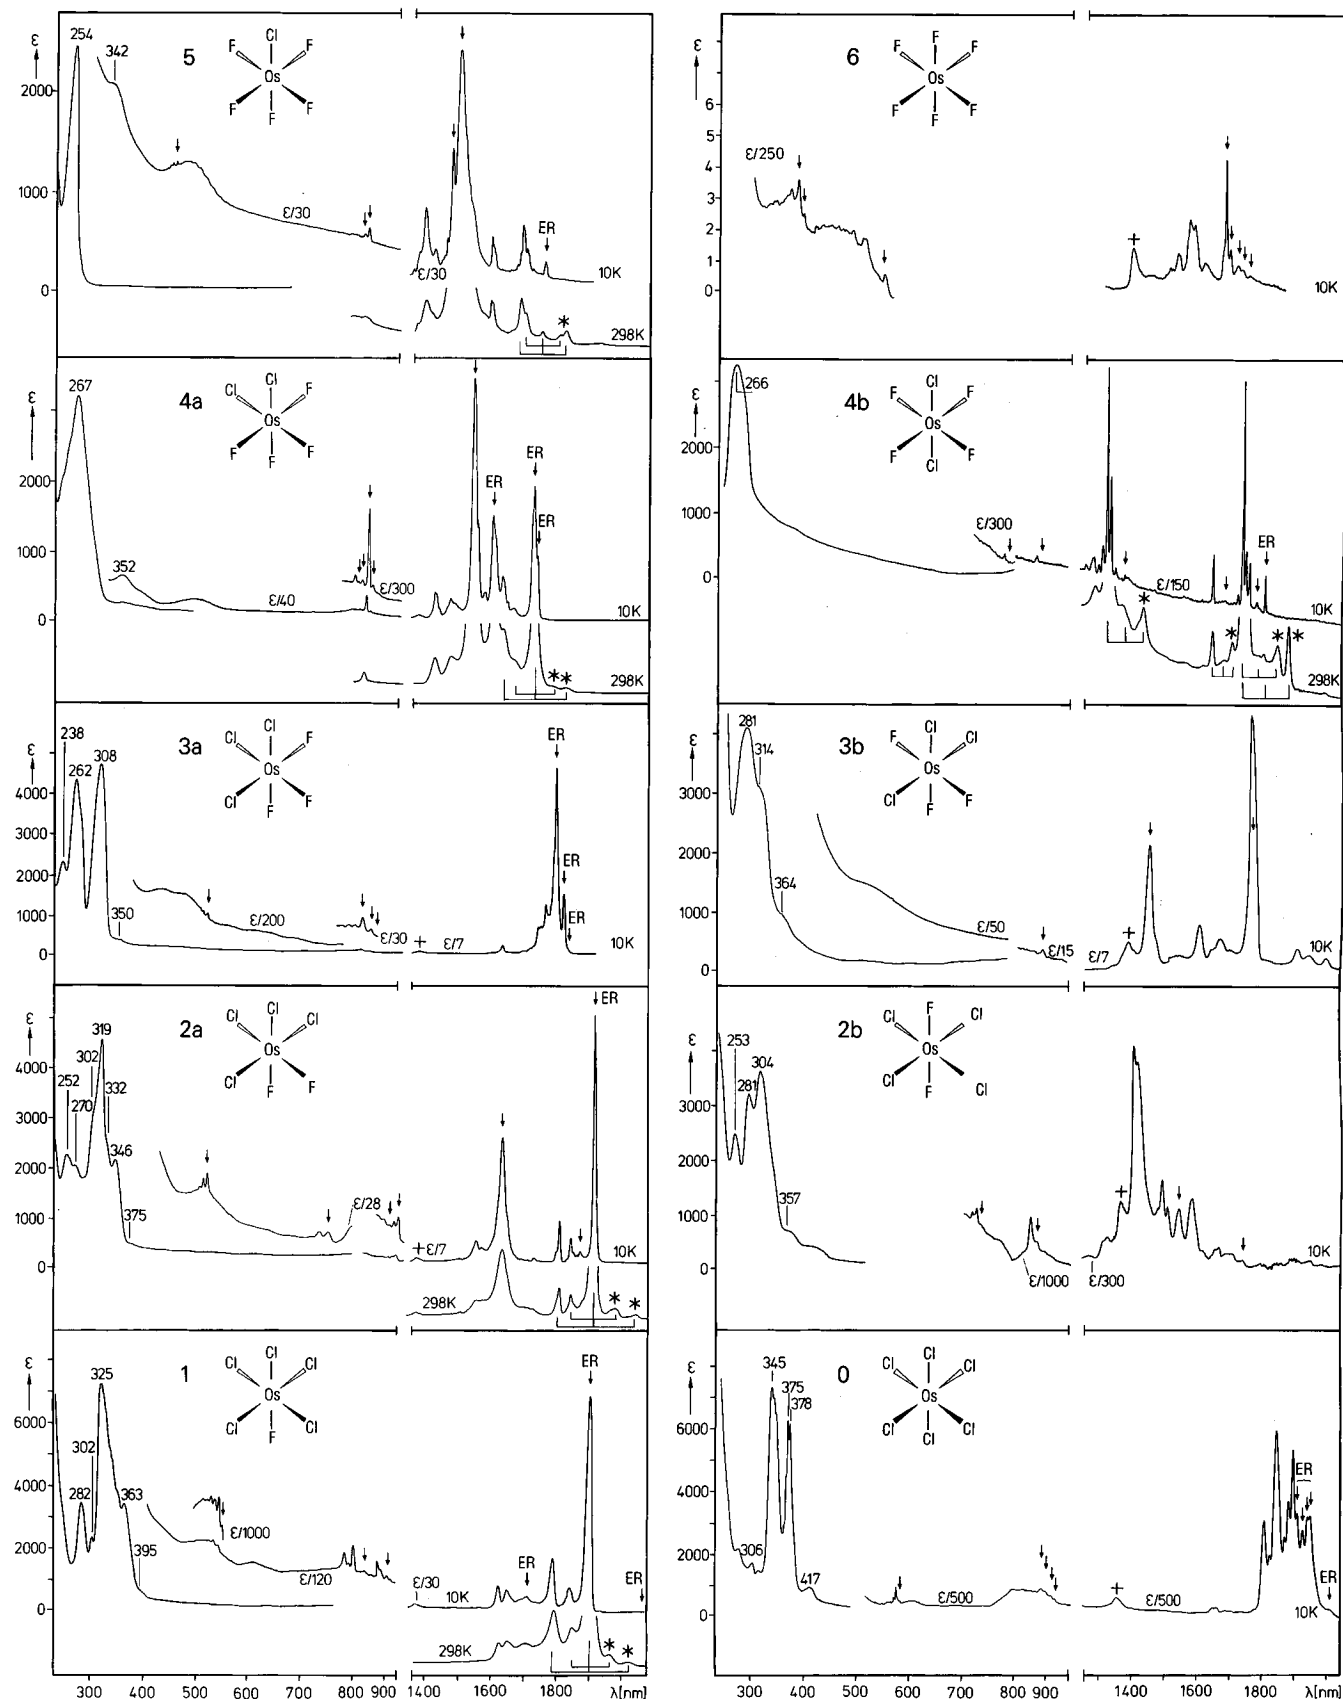 ε
5
Cl
F F
Os
F F
F
254
342
2000
1000
0
ε/30
ε/30
ER
10K
298K
*
ε
6
F
F F
Os
F F
F
6
5
4
3
2
1
0
ε/250
+
10K
ε
4a
Cl
Cl F
Os
F F
F
267
352
2000
1000
0
ε/40
ε/300
ER
ER
ER
10K
298K
* *
ε
4b
Cl
F F
Os
F F
Cl
266
2000
1000
0
ε/300
ε/150
ER
10K
298K
* * * *
ε
3a
Cl
Cl F
Os
Cl F
F
238
262
308
350
4000
3000
2000
1000
0
ε/200
ε/30
+ ε/7
ER
ER
ER
10K
ε
3b
Cl
F Cl
Os
Cl F
F
281
314
364
3000
2000
1000
0
ε/50
ε/15
ε/7
+
10K
ε
2a
Cl
Cl Cl
Os
Cl F
F
252
270
302
319
332
346
375
4000
3000
2000
1000
0
ε/28
+ ε/7
ER
10K
298K
* *
ε
2b
F
Cl Cl
Os
Cl Cl
F
253
281
304
357
3000
2000
1000
0
ε/1000
ε/300
+
10K
ε
1
Cl
Cl Cl
Os
Cl Cl
F
282
302
325
363
395
6000
4000
2000
0
ε/1000
ε/120
ε/30
ER
ER
ER
10K
298K
* *
ε
0
Cl
Cl Cl
Os
Cl Cl
Cl
306
345
375
378
417
6000
4000
2000
0
ε/500
ε/500
+
ER
ER
10K
300 400 500 600 700 800 900 1400 1600 1800 λ[nm]
300 400 500 600 700 800 900 1400 1600 1800 λ[nm]